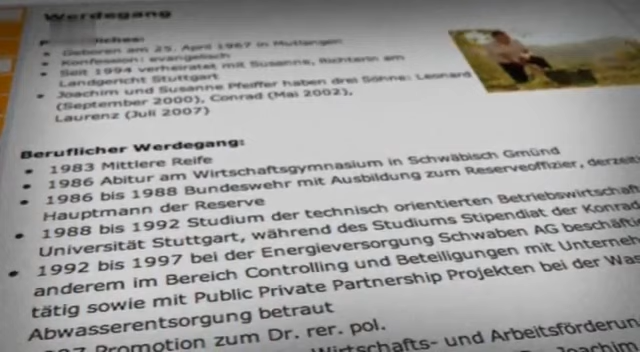 Werdegang
Geboren am 25. April 1967 in Mutlangen
Konfession: evangelisch
Seit 1994 verheiratet mit Susanne, Richterin am
Landgericht Stuttgart
Joachim und Susanne Pfeiffer haben drei Söhne: Leonard
(September 2000), Conrad (Mai 2002),
Laurenz (Juli 2007)
Beruflicher Werdegang:
1983 Mittlere Reife
1986 Abitur am Wirtschaftsgymnasium in Schwäbisch Gmünd
1986 bis 1988 Bundeswehr mit Ausbildung zum Reserveoffizier, derzeit
Hauptmann der Reserve
1988 bis 1992 Studium der technisch orientierten Betriebswirtschaf
Universität Stuttgart, während des Studiums Stipendiat der Konrad
1992 bis 1997 bei der Energieversorgung Schwaben AG beschäfti
anderem im Bereich Controlling und Beteiligungen mit Unterneh
tätig sowie mit Public Private Partnership Projekten bei der Was
Abwasserentsorgung betraut
Promotion zum Dr. rer. pol.
Wirtschafts- und Arbeitsförderun
Joachim